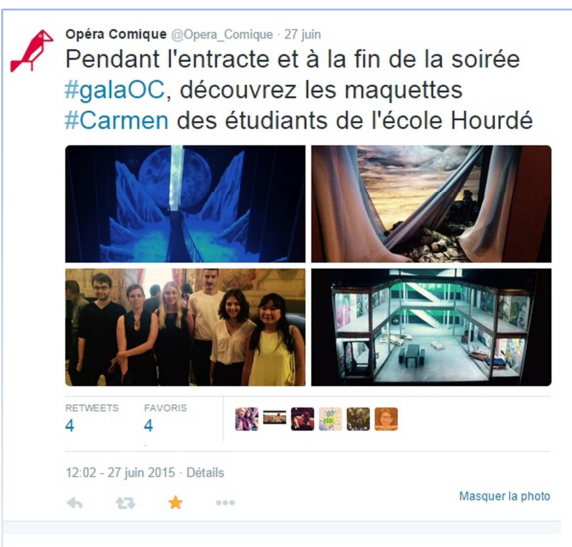 Opéra Comique @Opera_Comique · 27 juin
Pendant l'entracte et à la fin de la soirée
#galaOC, découvrez les maquettes
#Carmen des étudiants de l'école Hourdé
RETWEETS FAVORIS
4 4
12:02 - 27 juin 2015 · Détails
Masquer la photo